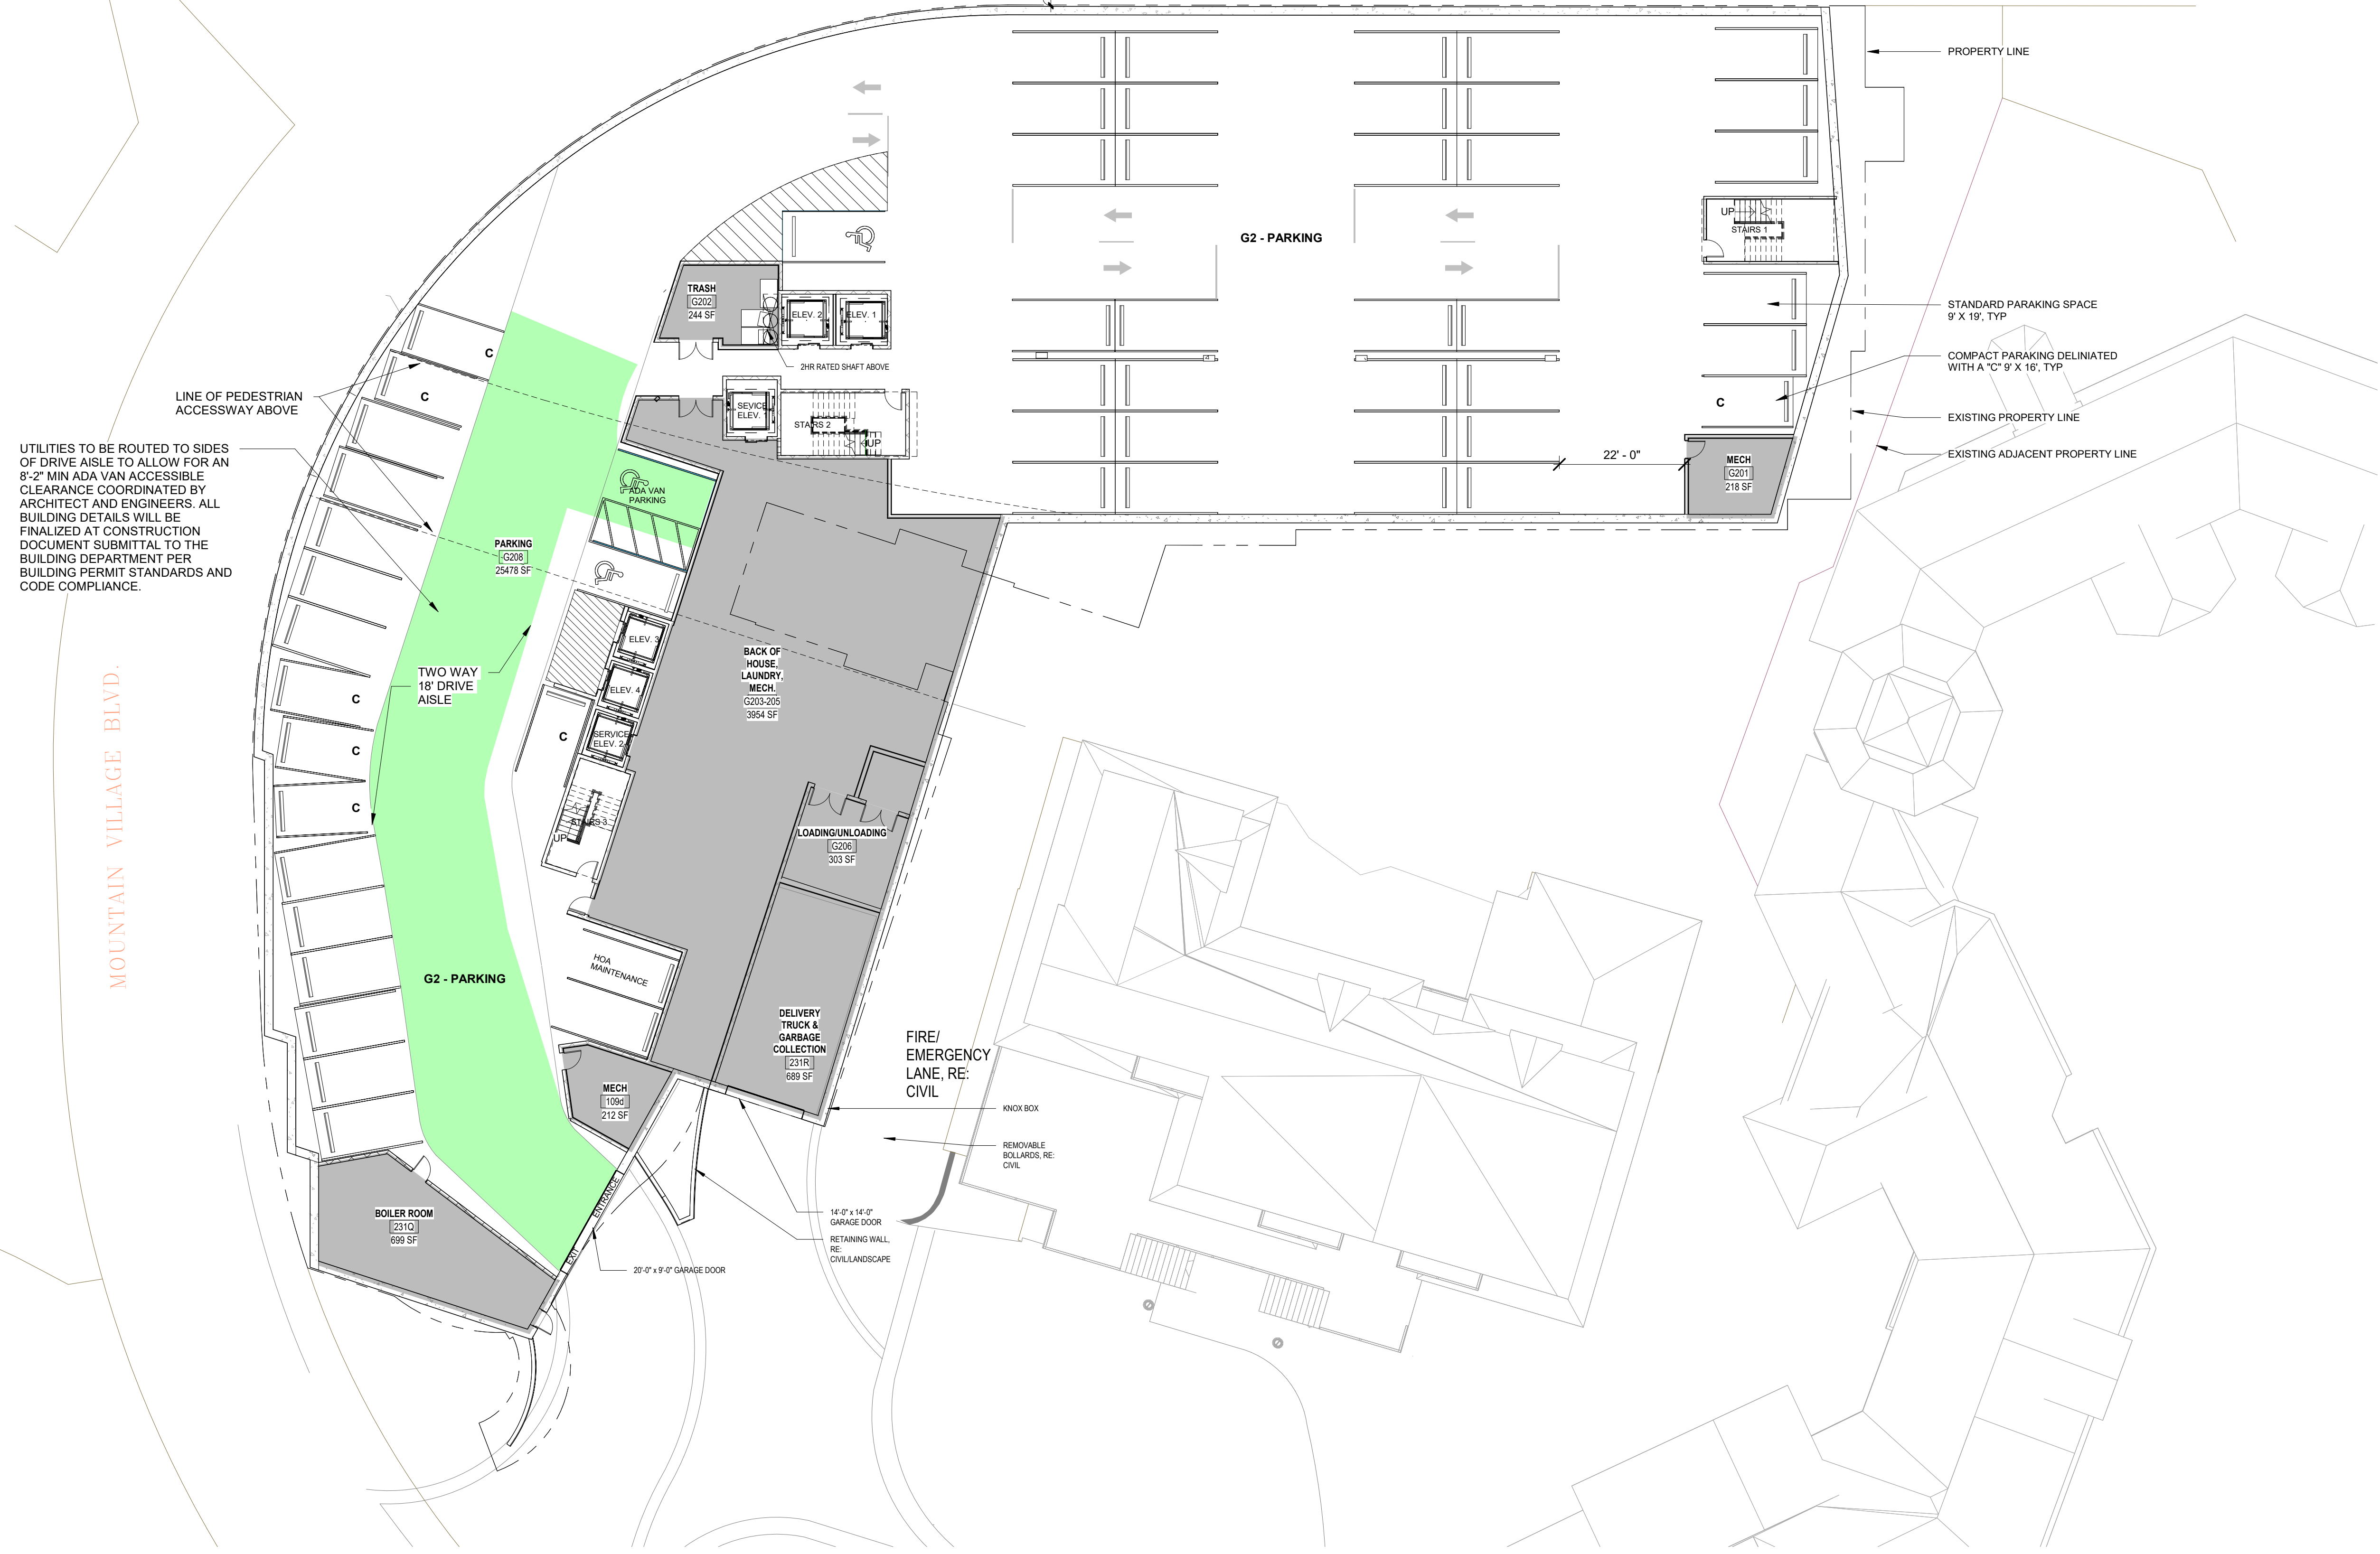 PROPERTY LINE
UP
STAIRS 1
G2 - PARKING
TRASH
G202
244 SF
ELEV. 2
ELEV. 1
STANDARD PARAKING SPACE
9' X 19', TYP
C
2HR RATED SHAFT ABOVE
COMPACT PARAKING DELINIATED
WITH A "C" 9' X 16', TYP
C
LINE OF PEDESTRIAN
ACCESSWAY ABOVE
SEVICE
ELEV. 1
STAIRS 2
UP
C
EXISTING PROPERTY LINE
UTILITIES TO BE ROUTED TO SIDES
OF DRIVE AISLE TO ALLOW FOR AN
8'-2" MIN ADA VAN ACCESSIBLE
CLEARANCE COORDINATED BY
ARCHITECT AND ENGINEERS. ALL
BUILDING DETAILS WILL BE
FINALIZED AT CONSTRUCTION
DOCUMENT SUBMITTAL TO THE
BUILDING DEPARTMENT PER
BUILDING PERMIT STANDARDS AND
CODE COMPLIANCE.
22' - 0"
MECH
G201
218 SF
EXISTING ADJACENT PROPERTY LINE
ADA VAN
PARKING
PARKING
G208
25478 SF
ELEV. 3
BACK OF
HOUSE,
LAUNDRY,
MECH.
G203-205
3954 SF
TWO WAY
18' DRIVE
AISLE
ELEV. 4
C
SERVICE
ELEV. 2
C
C
C
MOUNTAIN VILLAGE BLVD.
STAIRS 3
UP
LOADING/UNLOADING
G206
303 SF
HOA
MAINTENANCE
G2 - PARKING
DELIVERY
TRUCK &
GARBAGE
COLLECTION
231R
689 SF
FIRE/
EMERGENCY
LANE, RE:
CIVIL
MECH
109d
212 SF
KNOX BOX
REMOVABLE
BOLLARDS, RE:
CIVIL
ENTRANCE
EXIT
BOILER ROOM
231Q
699 SF
14'-0" x 14'-0"
GARAGE DOOR
RETAINING WALL,
RE:
CIVIL/LANDSCAPE
20'-0" x 9'-0" GARAGE DOOR